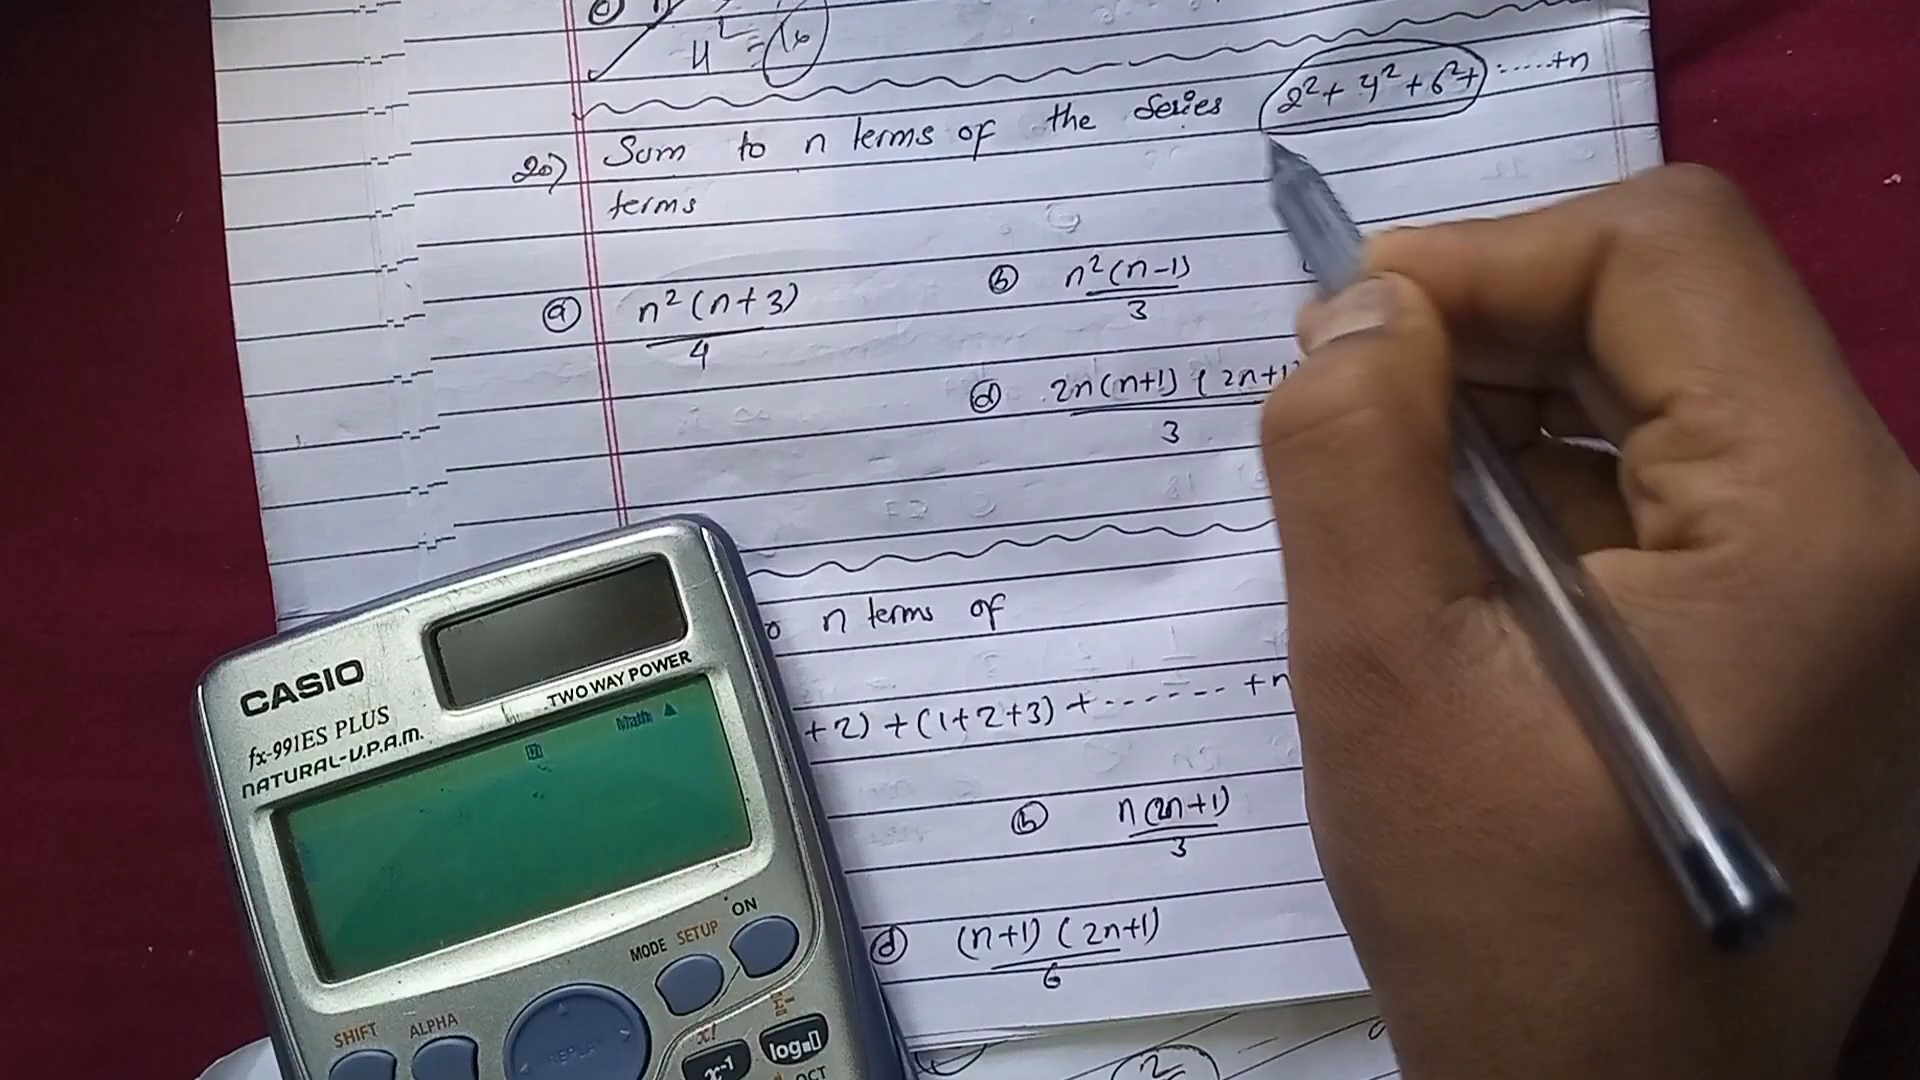 4² = 16
20) Sum to n terms of the Series 2² + 4² + 6² + ..... + n
terms
ⓐ n² (n + 3) / 4
ⓑ n² (n - 1) / 3
ⓓ 2n (n+1) (2n+1 / 3
n terms of
+ 2) + (1 + 2 + 3) + ....... + n
ⓑ n (2n + 1) / 3
ⓓ (n + 1) (2n + 1) / 6
CASIO
fx-991ES PLUS
NATURAL-V.P.A.M.
TWO WAY POWER
Math ▲
D
MODE SETUP ON
SHIFT ALPHA
REPLAY
x!
x-1
log
OCT